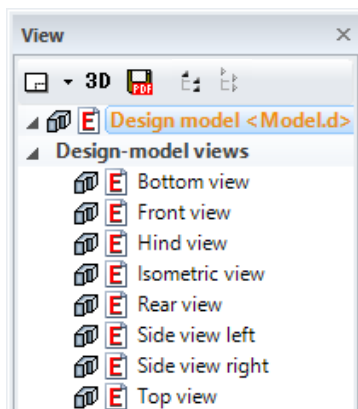 View
3D PDF
E Design model <Model.d>
Design-model views
E Bottom view
E Front view
E Hind view
E Isometric view
E Rear view
E Side view left
E Side view right
E Top view